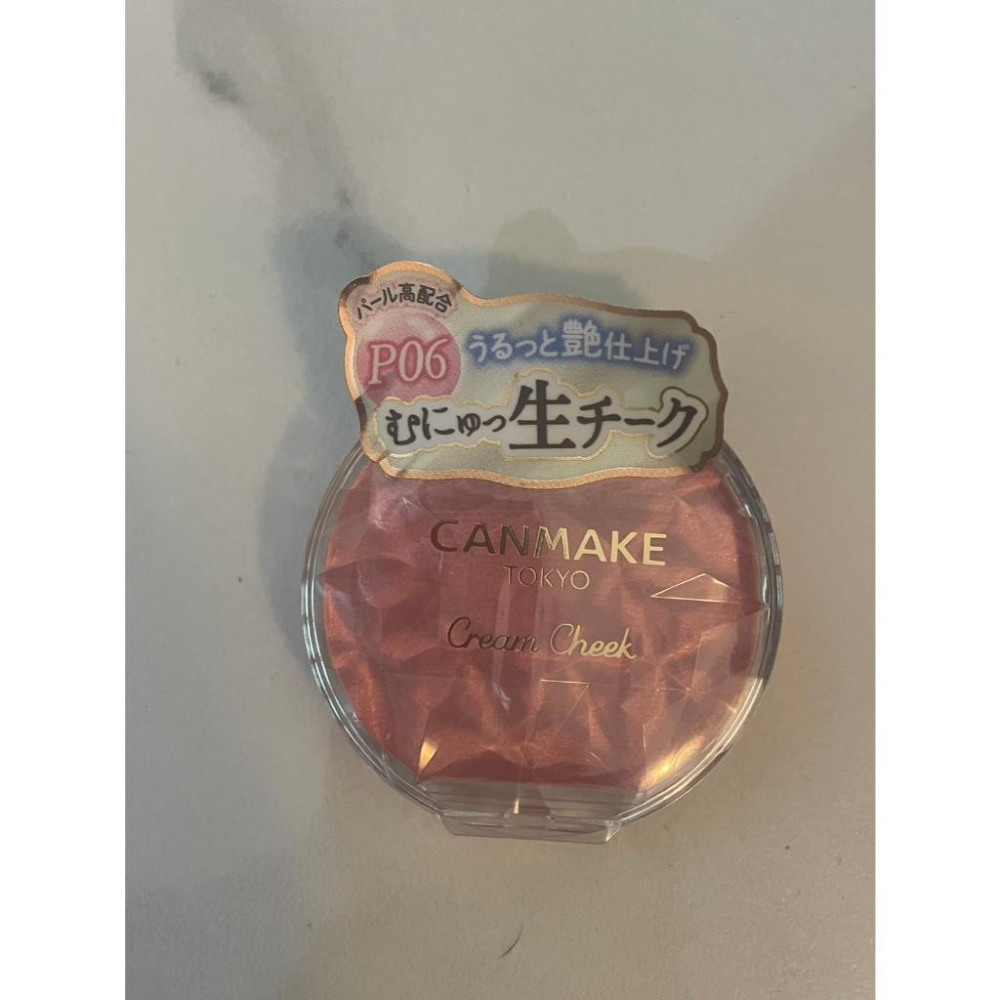 パール高配合
P06
うるっと艶仕上げ
むにゅっ生チーク
CANMAKE
TOKYO
Cream Cheek